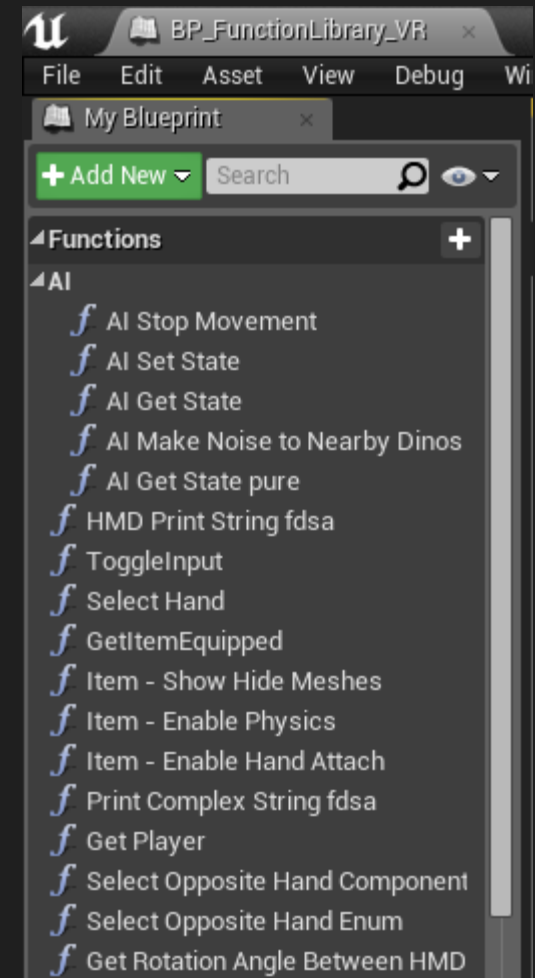 BP_FunctionLibrary_VR
File Edit Asset View Debug Wi
My Blueprint
Add New Search
Functions
AI
AI Stop Movement
AI Set State
AI Get State
AI Make Noise to Nearby Dinos
AI Get State pure
HMD Print String fdsa
ToggleInput
Select Hand
GetItemEquipped
Item - Show Hide Meshes
Item - Enable Physics
Item - Enable Hand Attach
Print Complex String fdsa
Get Player
Select Opposite Hand Component
Select Opposite Hand Enum
Get Rotation Angle Between HMD